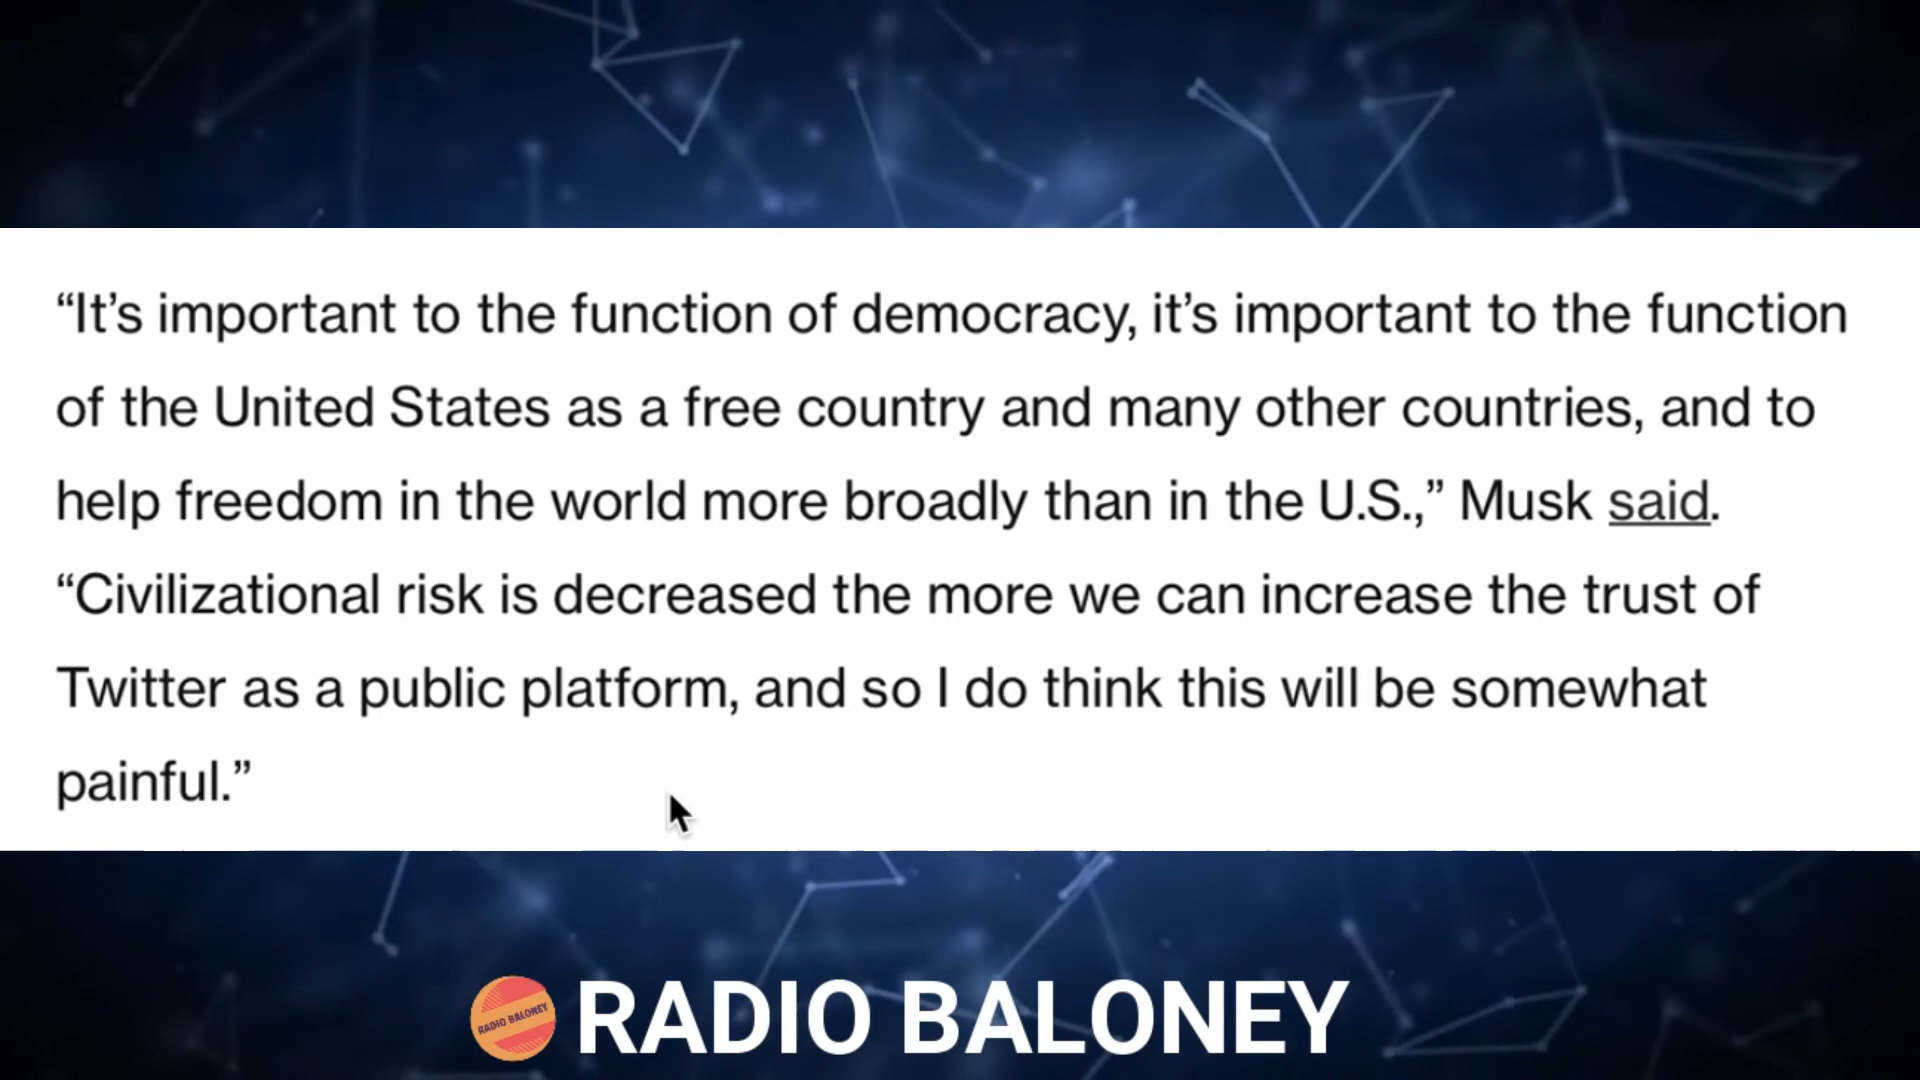 “It’s important to the function of democracy, it’s important to the function
of the United States as a free country and many other countries, and to
help freedom in the world more broadly than in the U.S.,” Musk said.
“Civilizational risk is decreased the more we can increase the trust of
Twitter as a public platform, and so I do think this will be somewhat
painful.”
RADIO BALONEY
RADIO BALONEY